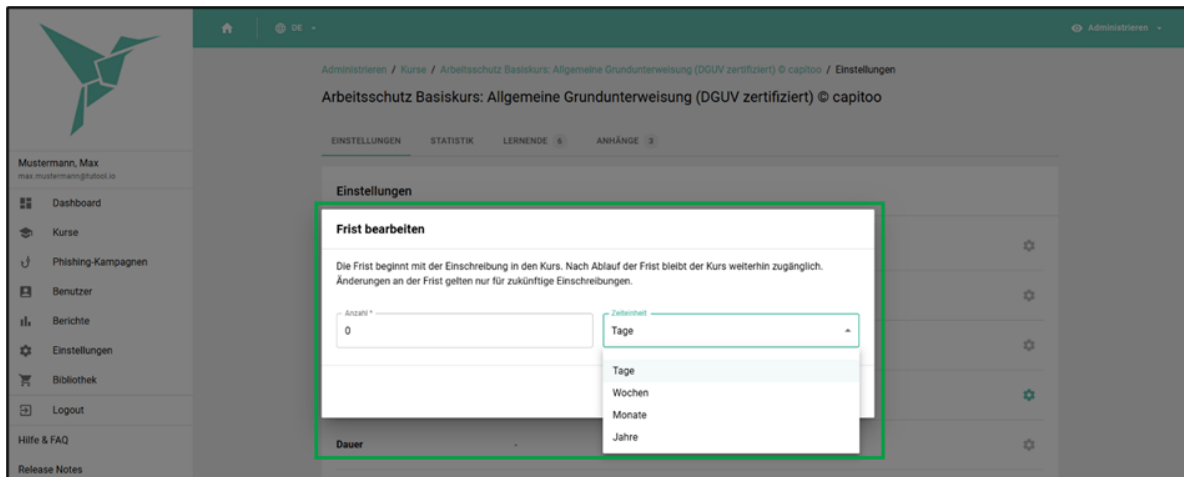 DE
Administrieren
Mustermann, Max
max.mustermann@futool.io
Dashboard
Kurse
Phishing-Kampagnen
Benutzer
Berichte
Einstellungen
Bibliothek
Logout
Hilfe & FAQ
Release Notes
Administrieren / Kurse / Arbeitsschutz Basiskurs: Allgemeine Grundunterweisung (DGUV zertifiziert) © capitoo / Einstellungen
Arbeitsschutz Basiskurs: Allgemeine Grundunterweisung (DGUV zertifiziert) © capitoo
EINSTELLUNGEN STATISTIK LERNENDE 6 ANHÄNGE 3
Einstellungen
Frist bearbeiten
Die Frist beginnt mit der Einschreibung in den Kurs. Nach Ablauf der Frist bleibt der Kurs weiterhin zugänglich.
Änderungen an der Frist gelten nur für zukünftige Einschreibungen.
Anzahl *
0
Zeiteinheit
Tage
Tage
Wochen
Monate
Jahre
Dauer -